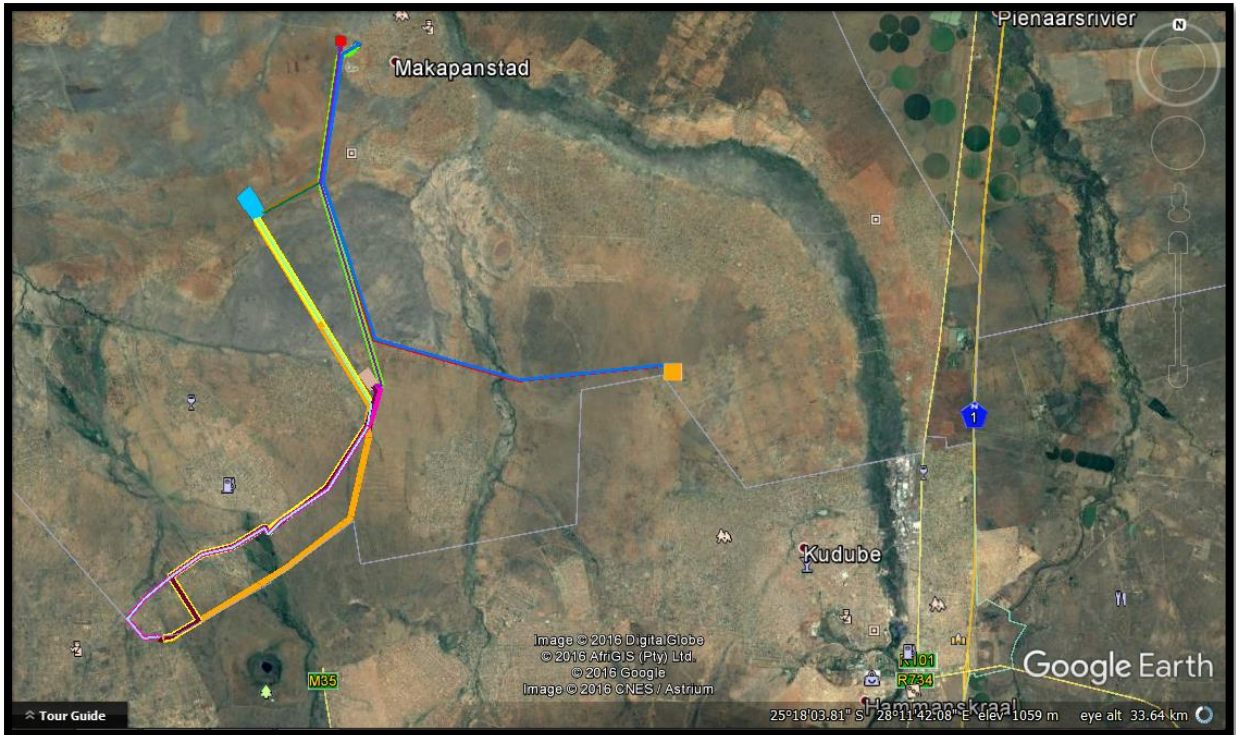 Pienaarsrivier
N
Makapanstad
N
1
Kudube
Image © 2016 DigitalGlobe
© 2016 AfriGIS (Pty) Ltd.
© 2016 Google
Image © 2016 CNES / Astrium
Google Earth
R101
R734
M35
Hammanskraal
Tour Guide
25°18'03.81" S 28°11'42.08" E elev 1059 m eye alt 33.64 km